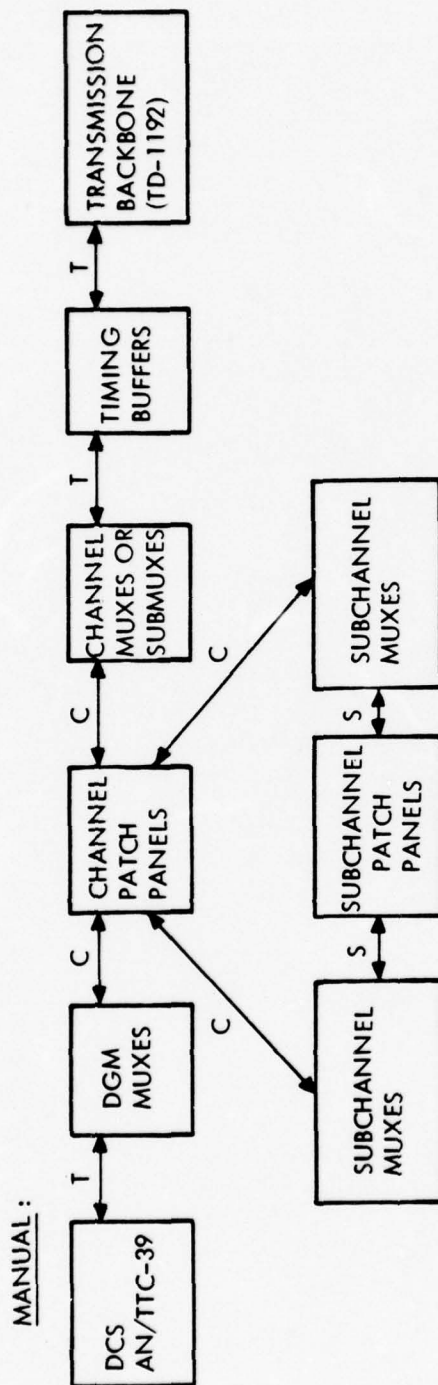 MANUAL:
DCS
AN/TTC-39
T
DGM
MUXES
C
CHANNEL
PATCH
PANELS
C
CHANNEL
MUXES OR
SUBMUXES
T
TIMING
BUFFERS
T
TRANSMISSION
BACKBONE
(TD-1192)
C
C
SUBCHANNEL
MUXES
S
SUBCHANNEL
PATCH
PANELS
S
SUBCHANNEL
MUXES